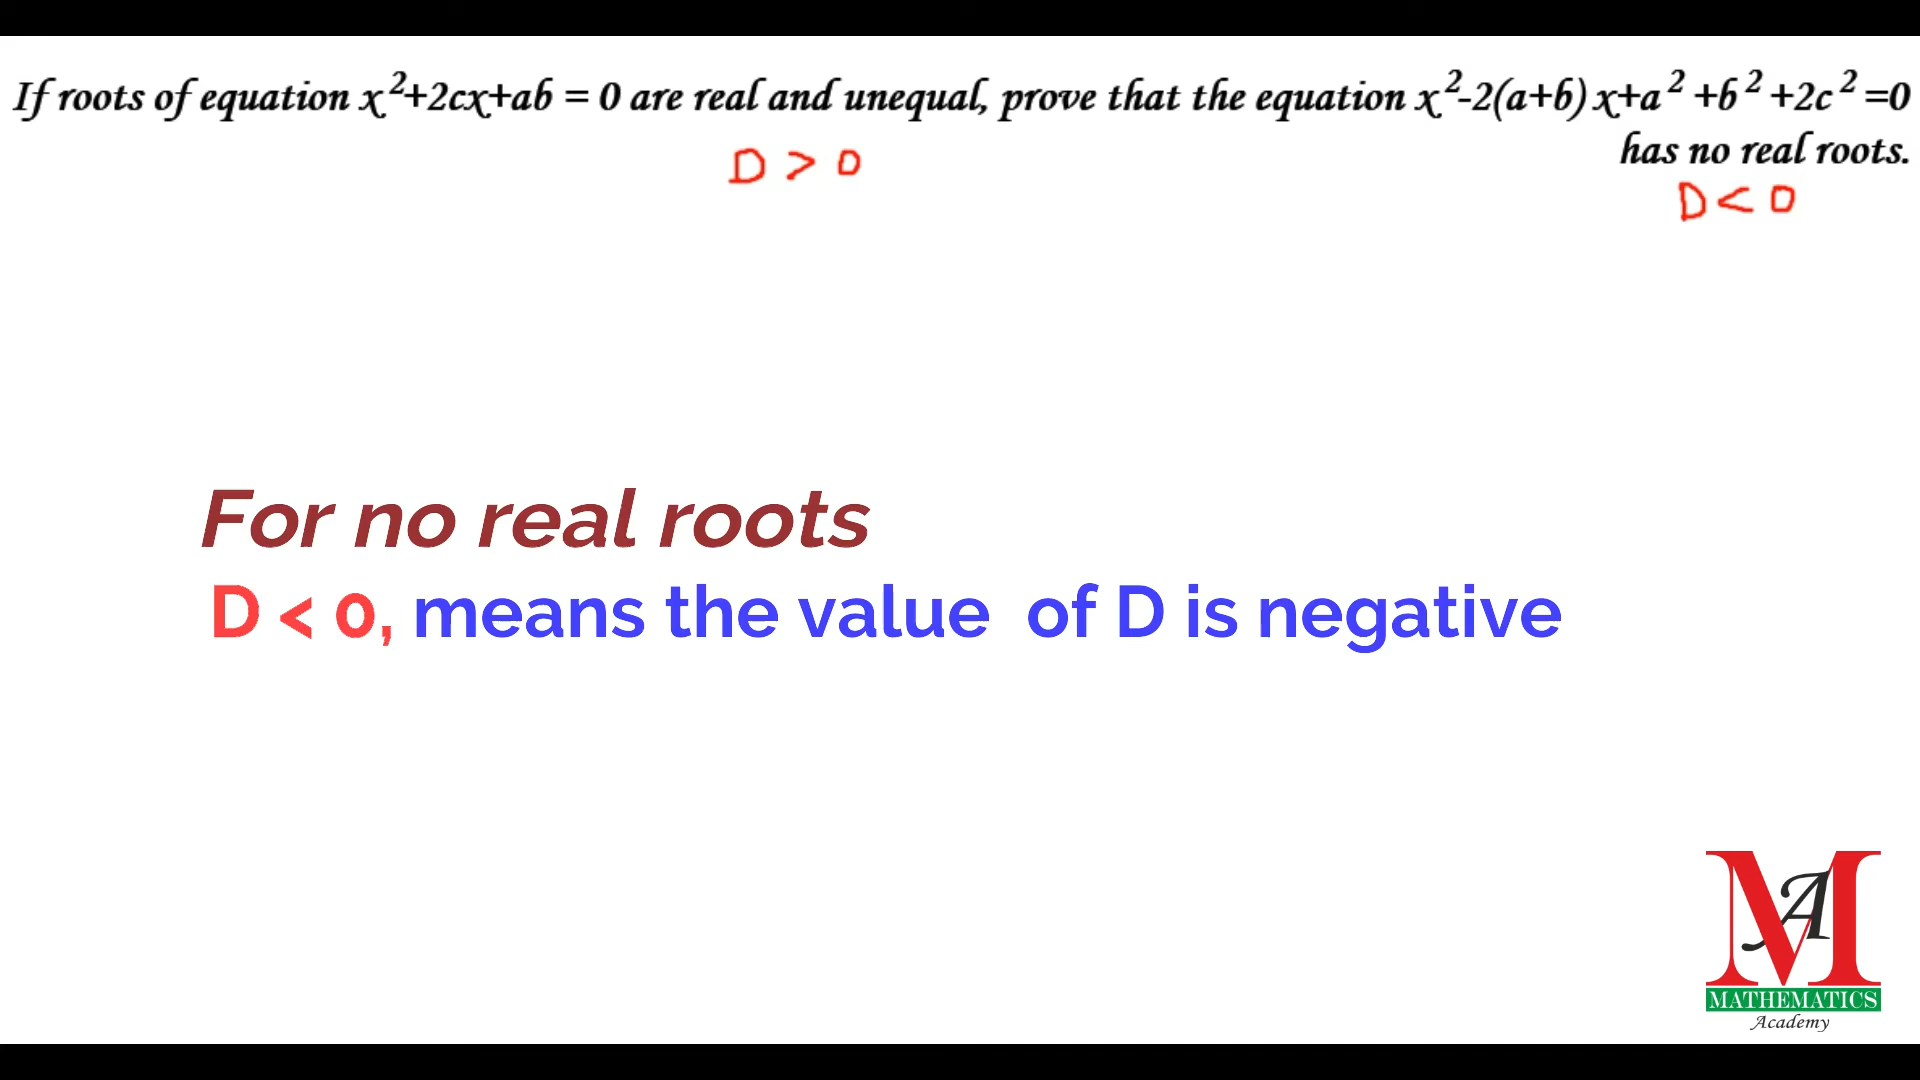 If roots of equation x²+2cx+ab = 0 are real and unequal, prove that the equation x²-2(a+b)x+a² +b² +2c² =0
has no real roots.
D > 0
D < 0
For no real roots
D < 0, means the value of D is negative
MA
MATHEMATICS
Academy